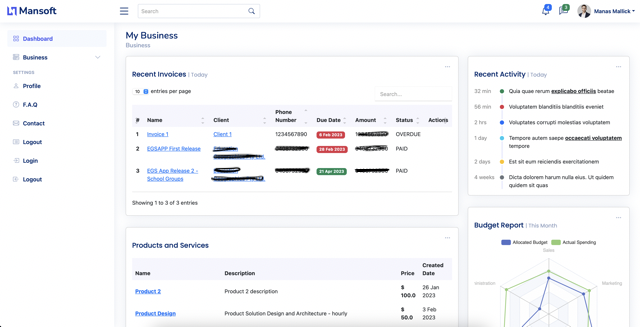 Mansoft
Search
4
3
Manas Mallick
Dashboard
Business
SETTINGS
Profile
F.A.Q
Contact
Logout
Login
Logout
My Business
Business
Recent Invoices | Today
10 entries per page
Search...
# Name Client Phone Number Due Date Amount Status Actions
1 Invoice 1 Client 1 1234567890 6 Feb 2023 OVERDUE
2 EGSAPP First Release 28 Feb 2023 PAID
3 EGS App Release 2 - School Groups 21 Apr 2023 PAID
Showing 1 to 3 of 3 entries
Products and Services
Name Description Price Created Date
Product 2 Product 2 description $ 100.0 26 Jan 2023
Product Design Product Solution Design and Architecture - hourly $ 50.0 3 Feb 2023
Recent Activity | Today
32 min Quia quae rerum explicabo officiis beatae
56 min Voluptatem blanditiis blanditiis eveniet
2 hrs Voluptates corrupti molestias voluptatem
1 day Tempore autem saepe occaecati voluptatem tempore
2 days Est sit eum reiciendis exercitationem
4 weeks Dicta dolorem harum nulla eius. Ut quidem quidem sit quas
Budget Report | This Month
Allocated Budget Actual Spending
Sales
Marketing